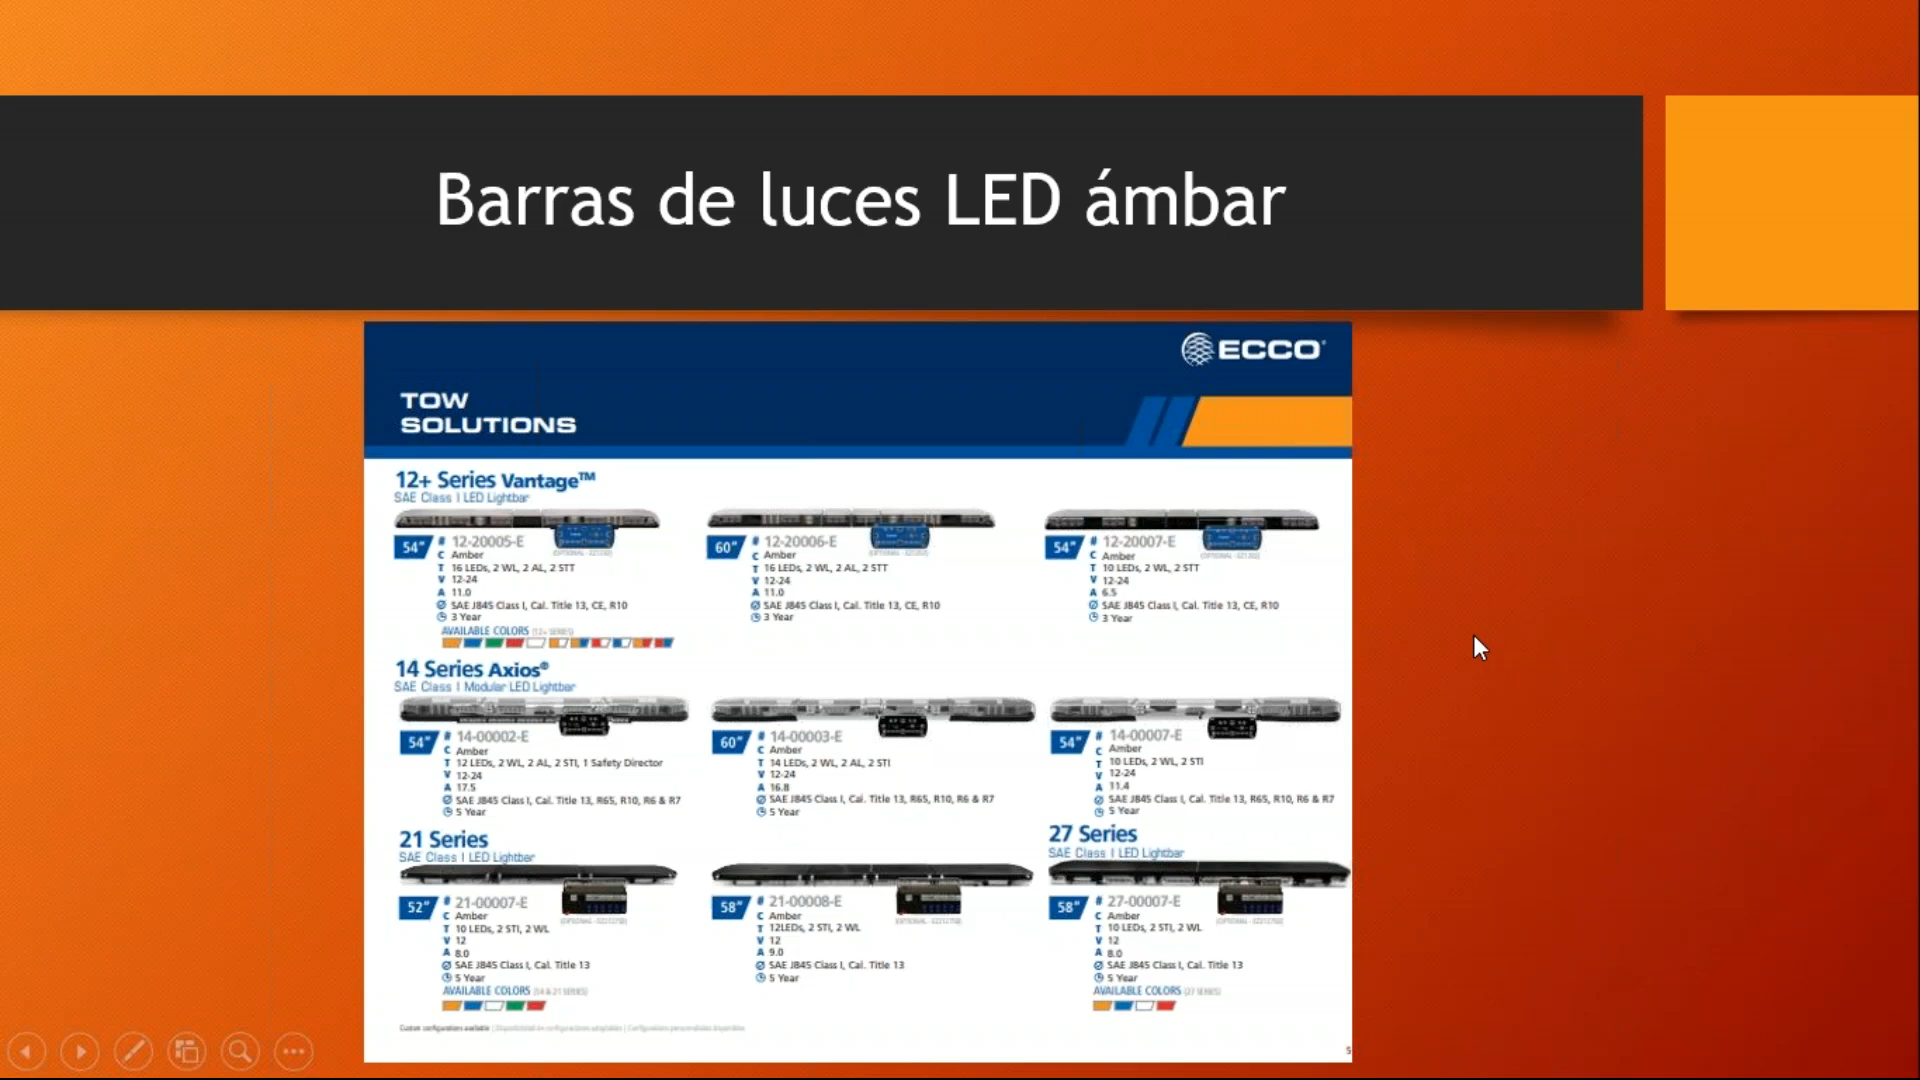 Barras de luces LED ámbar
ECCO
TOW
SOLUTIONS
12+ Series Vantage™
SAE Class I LED Lightbar
54"
# 12-20005-E
C Amber
T 16 LEDs, 2 WL, 2 AL, 2 STT
V 12-24
A 11.0
SAE J845 Class I, Cal. Title 13, CE, R10
3 Year
AVAILABLE COLORS (12+ SERIES)
60"
# 12-20006-E
C Amber
T 16 LEDs, 2 WL, 2 AL, 2 STT
V 12-24
A 11.0
SAE J845 Class I, Cal. Title 13, CE, R10
3 Year
54"
# 12-20007-E
C Amber
T 10 LEDs, 2 WL, 2 STT
V 12-24
A 6.5
SAE J845 Class I, Cal. Title 13, CE, R10
3 Year
14 Series Axios®
SAE Class I Modular LED Lightbar
54"
# 14-00002-E
C Amber
T 12 LEDs, 2 WL, 2 AL, 2 STI, 1 Safety Director
V 12-24
A 17.5
SAE J845 Class I, Cal. Title 13, R65, R10, R6 & R7
5 Year
60"
# 14-00003-E
C Amber
T 14 LEDs, 2 WL, 2 AL, 2 STI
V 12-24
A 16.8
SAE J845 Class I, Cal. Title 13, R65, R10, R6 & R7
5 Year
54"
# 14-00007-E
C Amber
T 10 LEDs, 2 WL, 2 STI
V 12-24
A 11.4
SAE J845 Class I, Cal. Title 13, R65, R10, R6 & R7
5 Year
21 Series
SAE Class I LED Lightbar
52"
# 21-00007-E
C Amber
T 10 LEDs, 2 STI, 2 WL
V 12
A 8.0
SAE J845 Class I, Cal. Title 13
5 Year
AVAILABLE COLORS
58"
# 21-00008-E
C Amber
T 12LEDs, 2 STI, 2 WL
V 12
A 9.0
SAE J845 Class I, Cal. Title 13
5 Year
27 Series
SAE Class I LED Lightbar
58"
# 27-00007-E
C Amber
T 10 LEDs, 2 STI, 2 WL
V 12
A 8.0
SAE J845 Class I, Cal. Title 13
5 Year
AVAILABLE COLORS (27 SERIES)
Custom configurations available
5